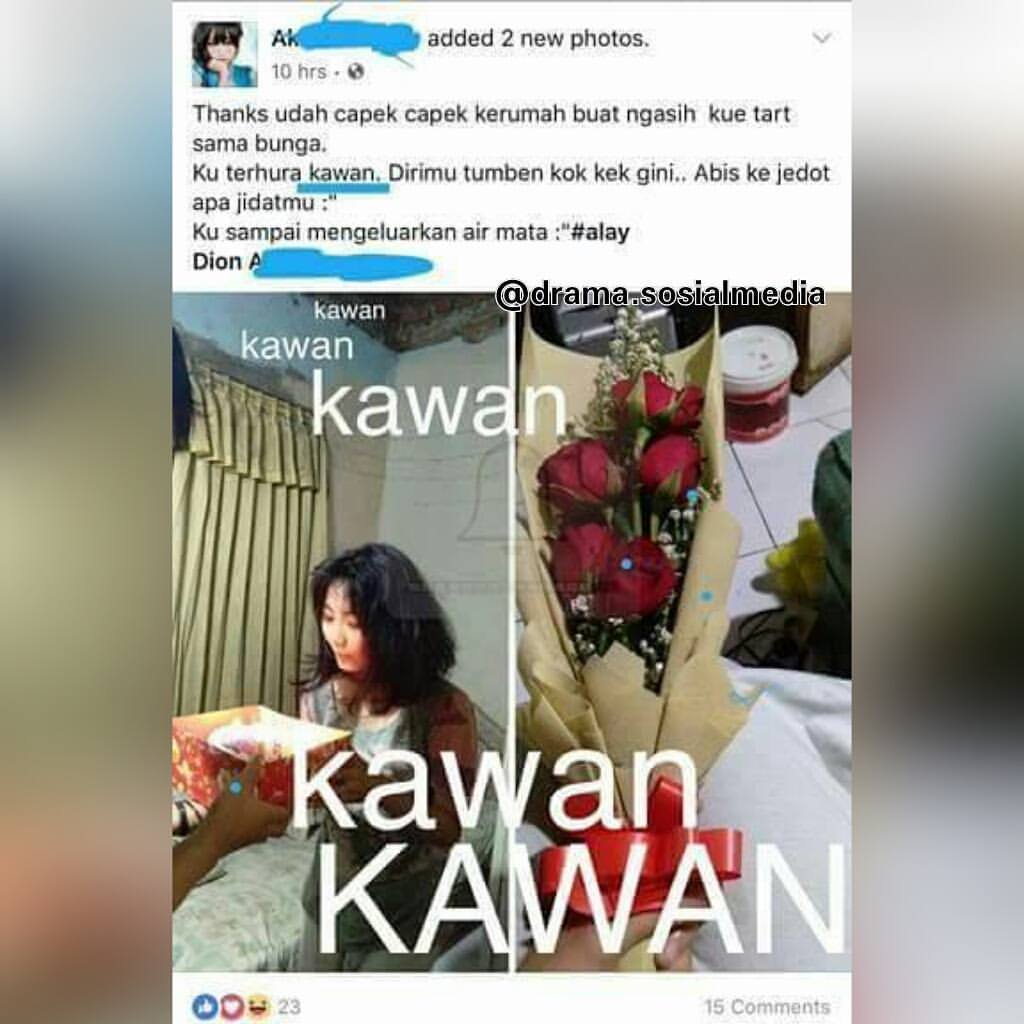 Ak added 2 new photos.
10 hrs
Thanks udah capek capek kerumah buat ngasih kue tart
sama bunga.
Ku terhura kawan. Dirimu tumben kok kek gini.. Abis ke jedot
apa jidatmu :"
Ku sampai mengeluarkan air mata :"#alay
Dion A
@drama.sosialmedia
kawan
kawan
kawan
kawan
KAWAN
23
15 Comments